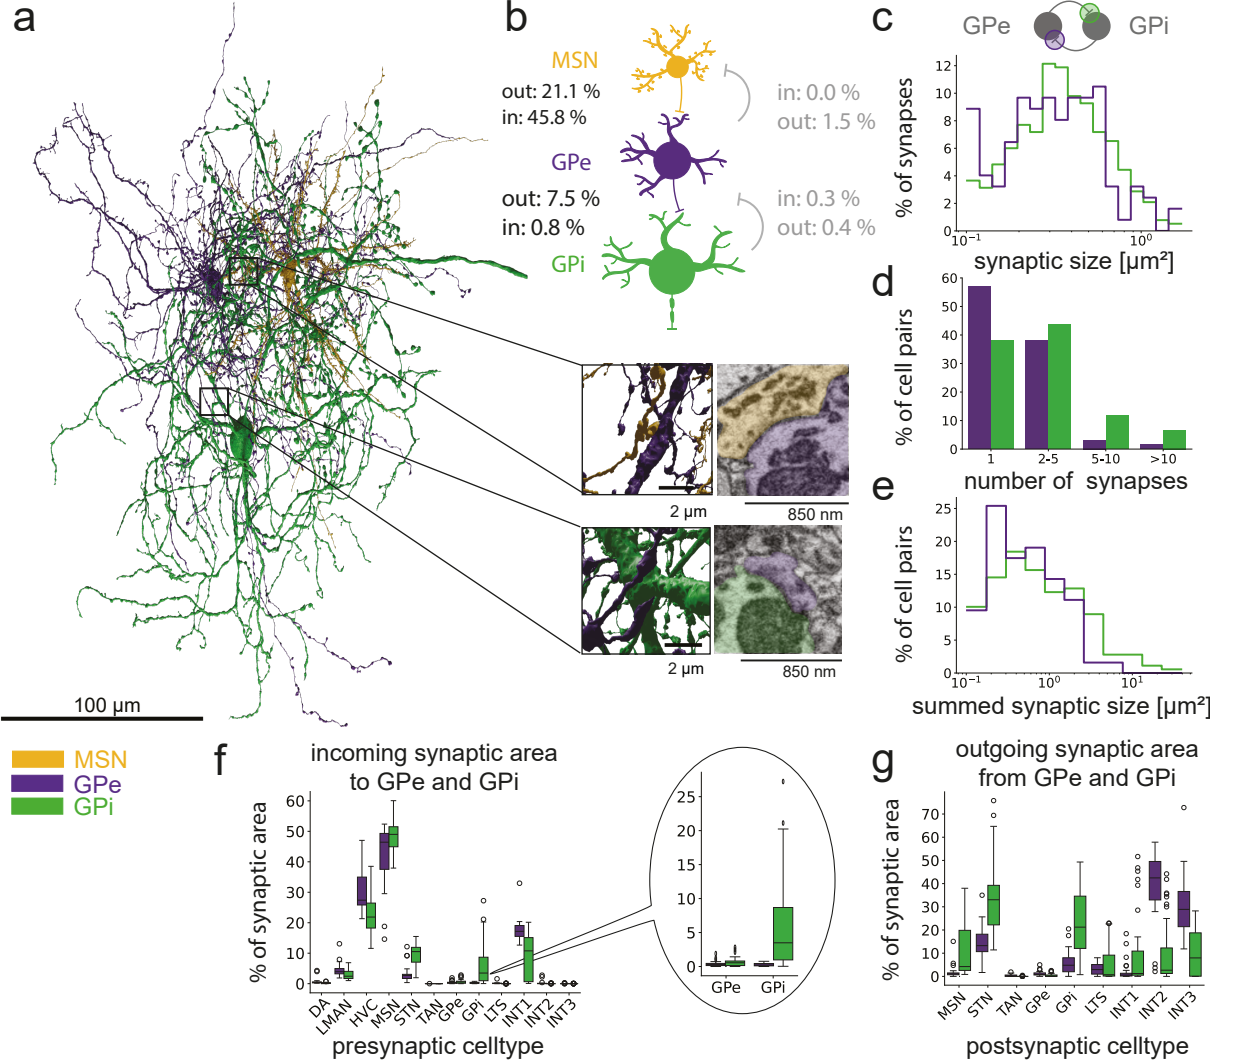 a
100 µm
MSN
GPe
GPi
b
MSN
out: 21.1 %
in: 45.8 %
in: 0.0 %
out: 1.5 %
GPe
out: 7.5 %
in: 0.8 %
in: 0.3 %
out: 0.4 %
GPi
2 µm
850 nm
2 µm
850 nm
c
GPe
GPi
% of synapses
12
10
8
6
4
2
0
10⁻¹
10⁰
synaptic size [µm²]
d
% of cell pairs
60
50
40
30
20
10
0
1
2-5
5-10
>10
number of synapses
e
% of cell pairs
25
20
15
10
5
0
10⁻¹
10⁰
10¹
summed synaptic size [µm²]
f
incoming synaptic area
to GPe and GPi
% of synaptic area
60
50
40
30
20
10
0
DA
LMAN
HVC
MSN
STN
TAN
GPe
GPi
LTS
INT1
INT2
INT3
presynaptic celltype
25
20
15
10
5
0
GPe
GPi
g
outgoing synaptic area
from GPe and GPi
% of synaptic area
70
60
50
40
30
20
10
0
MSN
STN
TAN
GPe
GPi
LTS
INT1
INT2
INT3
postsynaptic celltype